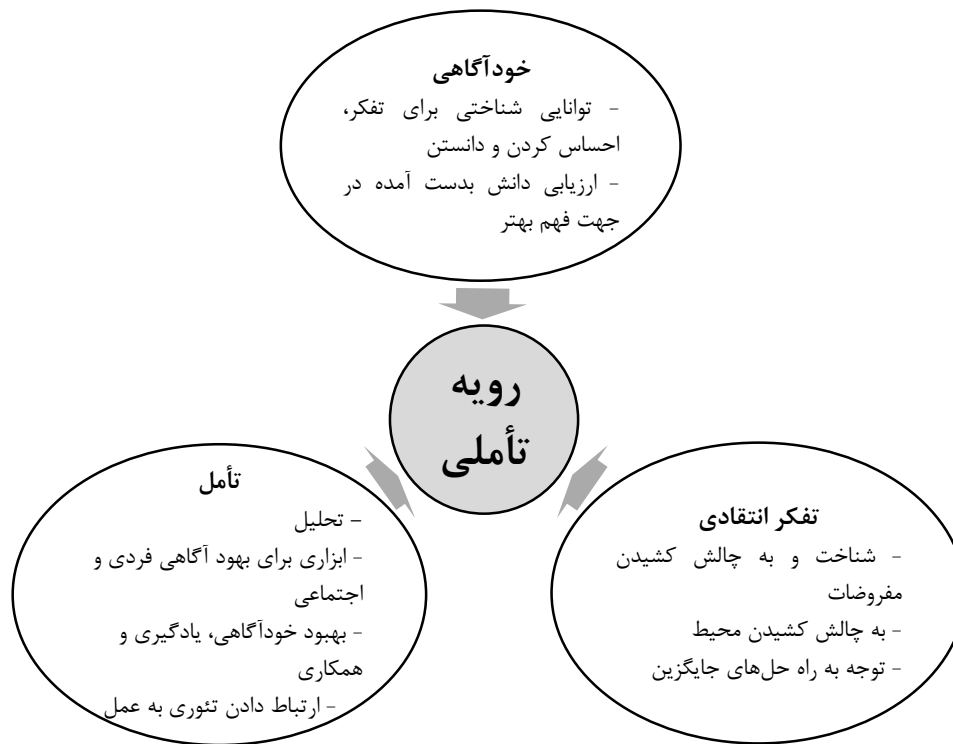 خودآگاهی
- توانایی شناختی برای تفکر،
احساس کردن و دانستن
- ارزیابی دانش بدست آمده در
جهت فهم بهتر
رویه
تأملی
تفکر انتقادی
- شناخت و به چالش کشیدن
مفروضات
- به چالش کشیدن محیط
- توجه به راه حل‌های جایگزین
تأمل
- تحلیل
- ابزاری برای بهود آگاهی فردی و
اجتماعی
- بهبود خودآگاهی، یادگیری و
همکاری
- ارتباط دادن تئوری به عمل